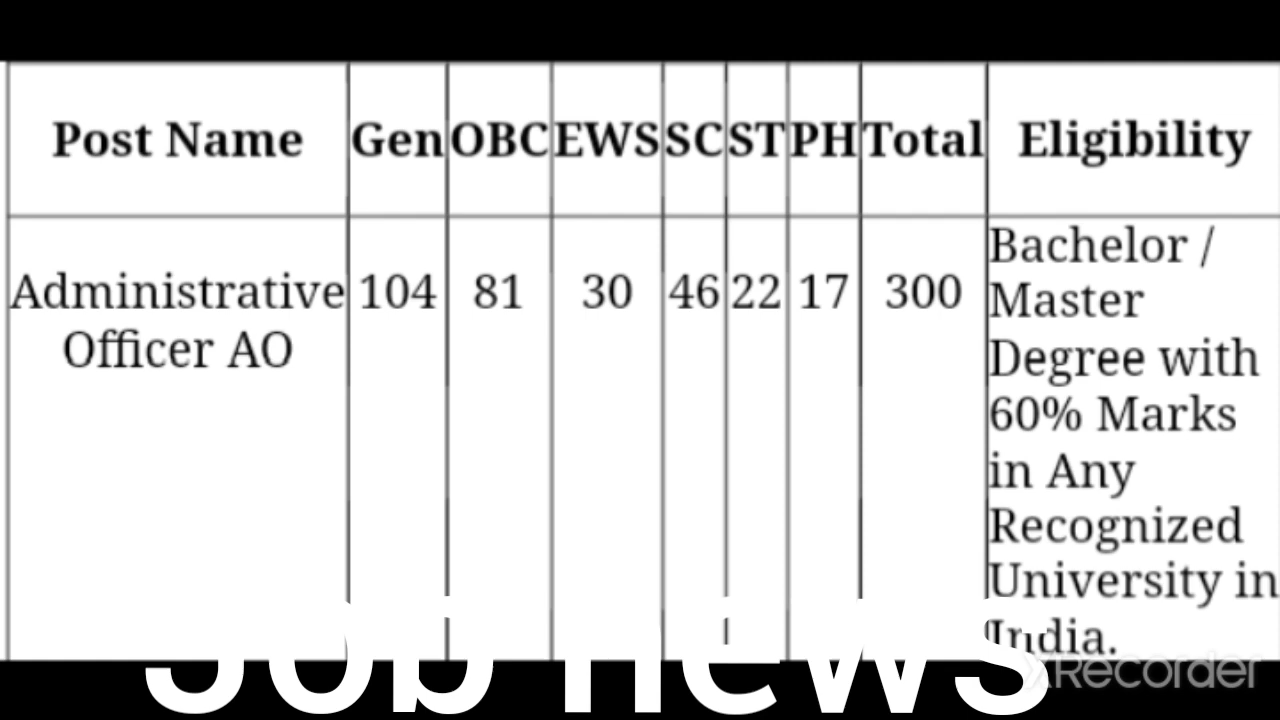 Post Name Gen OBC EWS SC ST PH Total Eligibility
Administrative Officer AO 104 81 30 46 22 17 300
Bachelor /
Master
Degree with
60% Marks
in Any
Recognized
University in
India.
Job news
XRecorder